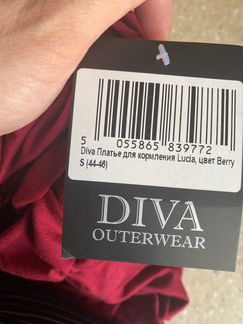 5 055865 839772
Diva Платье для кормления Lucia, цвет Berry
S (44-46)
DIVA
OUTERWEAR